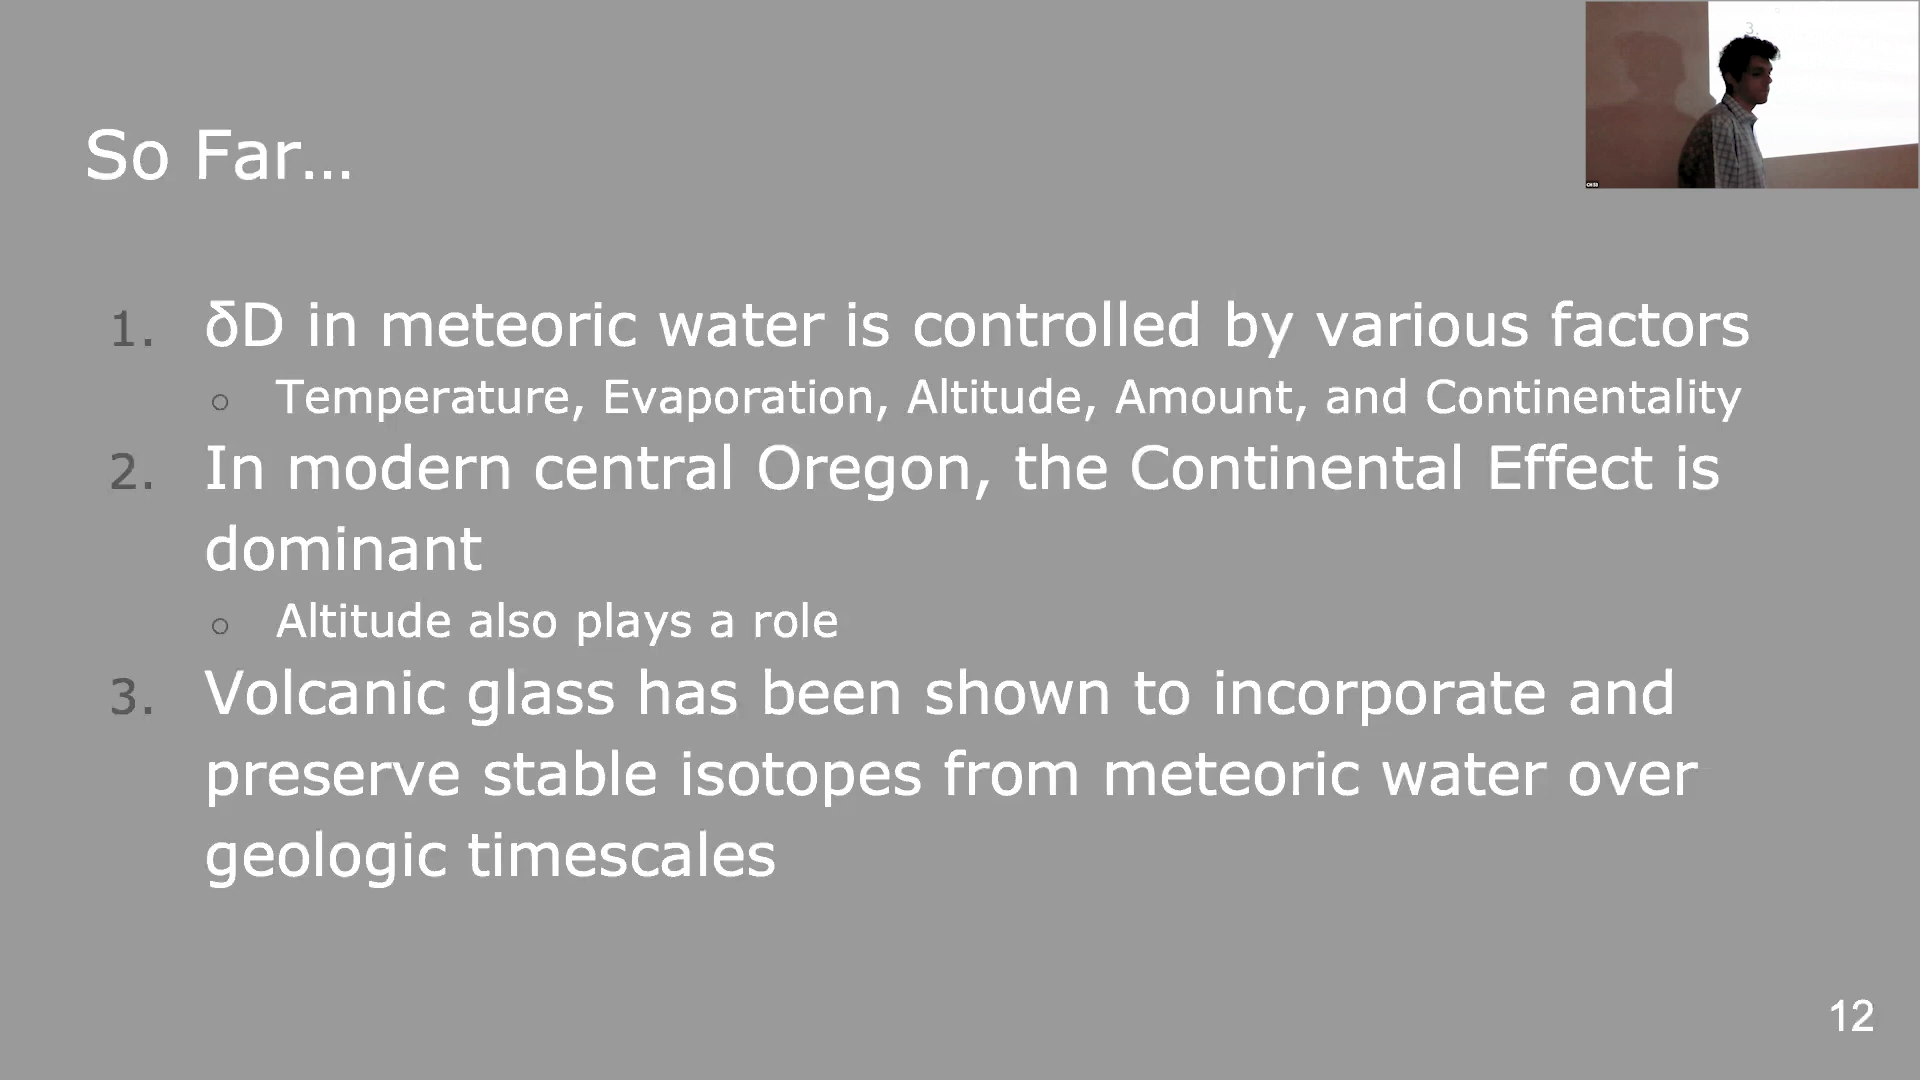 So Far...
1. δD in meteoric water is controlled by various factors
○ Temperature, Evaporation, Altitude, Amount, and Continentality
2. In modern central Oregon, the Continental Effect is
dominant
○ Altitude also plays a role
3. Volcanic glass has been shown to incorporate and
preserve stable isotopes from meteoric water over
geologic timescales
12
3.